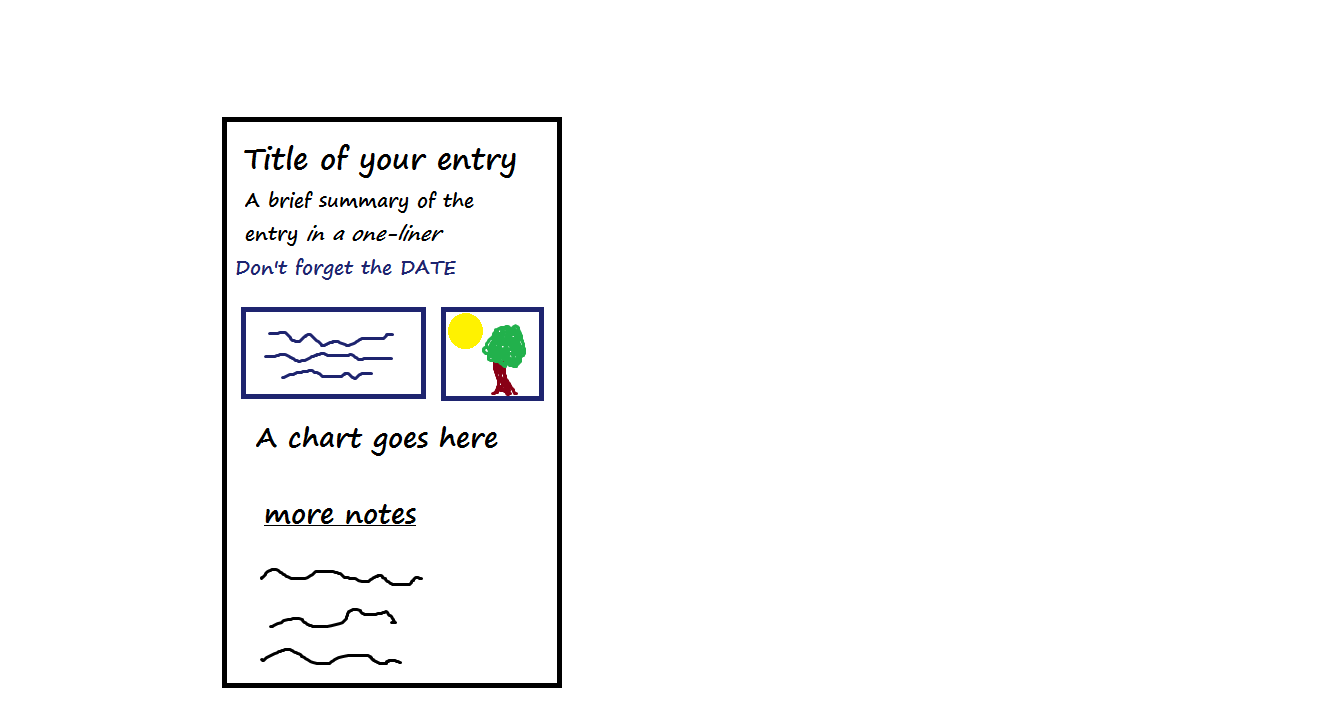 Title of your entry
A brief summary of the
entry in a one-liner
Don't forget the DATE
A chart goes here
more notes